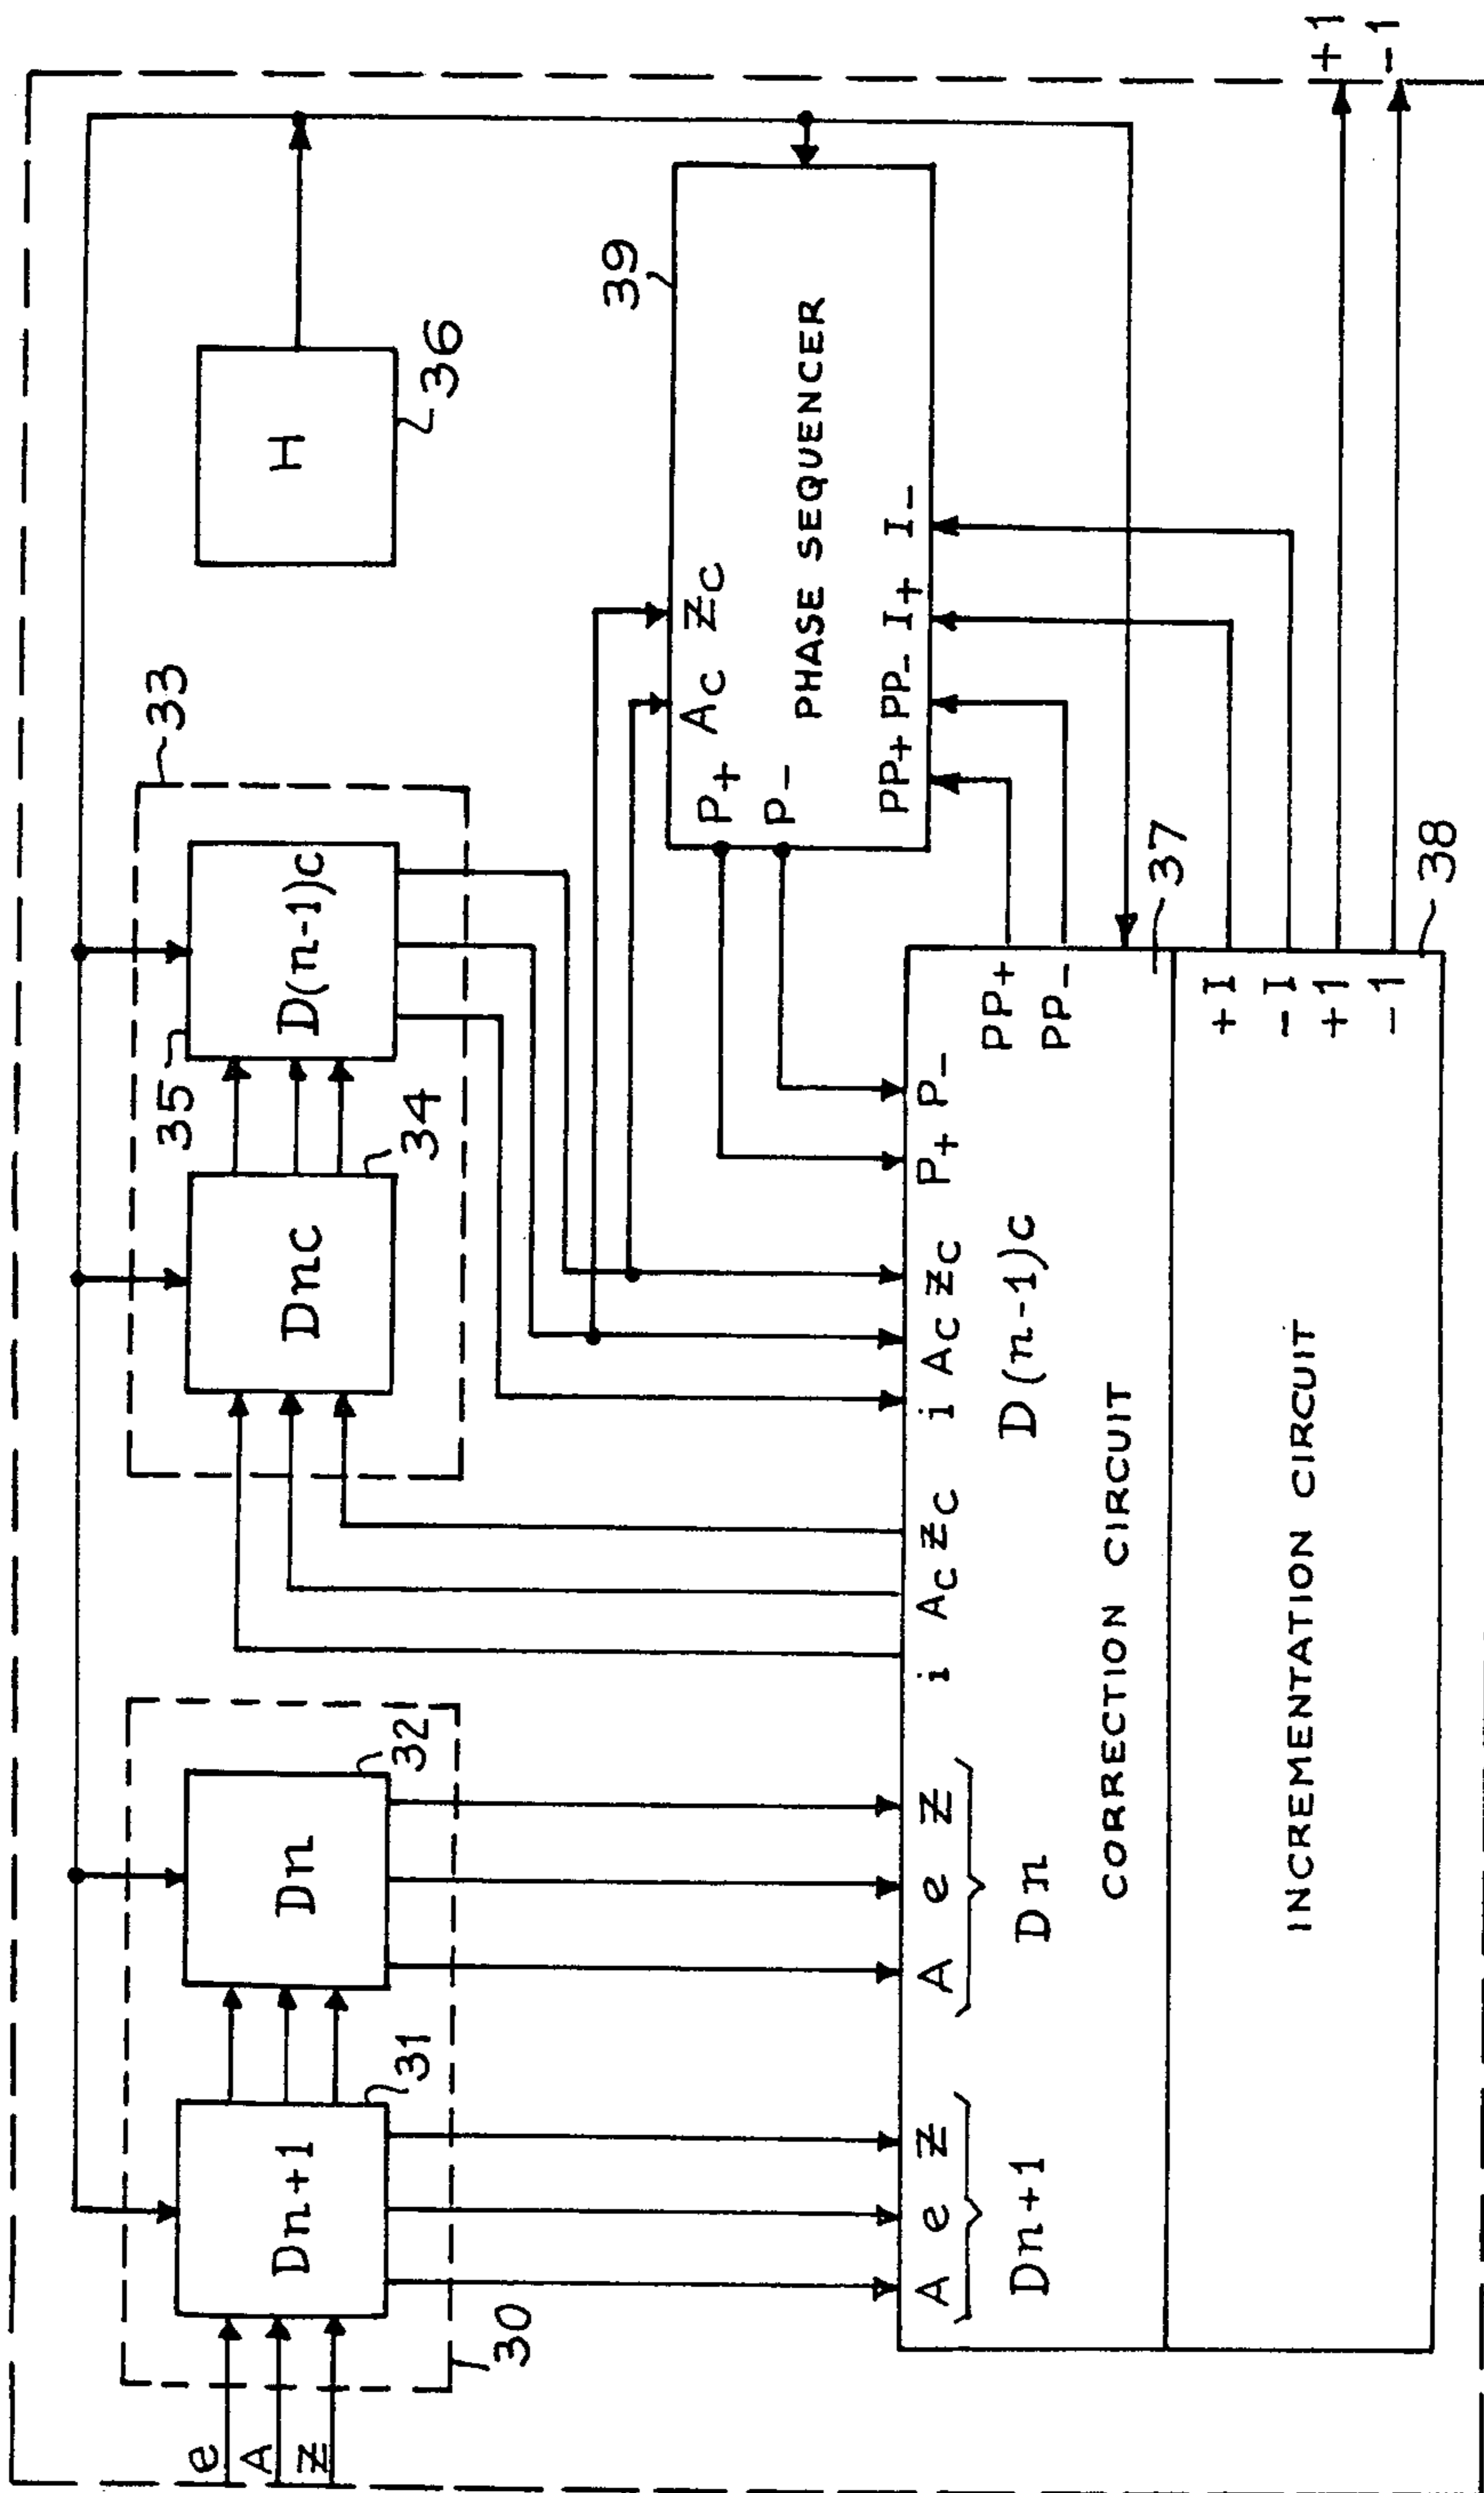 e
A
z
30
Dn+1
31
Dn
32
Dnc
34
D(n-1)c
35
33
H
36
39
P+ Ac zc
P-
PHASE SEQUENCER
PP+ PP- I+ I-
A e z
Dn+1
A e z
Dn
i Ac zc
i Ac zc
D(n-1)c
P+ P-
PP+
PP-
CORRECTION CIRCUIT
37
INCREMENTATION CIRCUIT
+I
-I
+1
-1
38
+1
-1